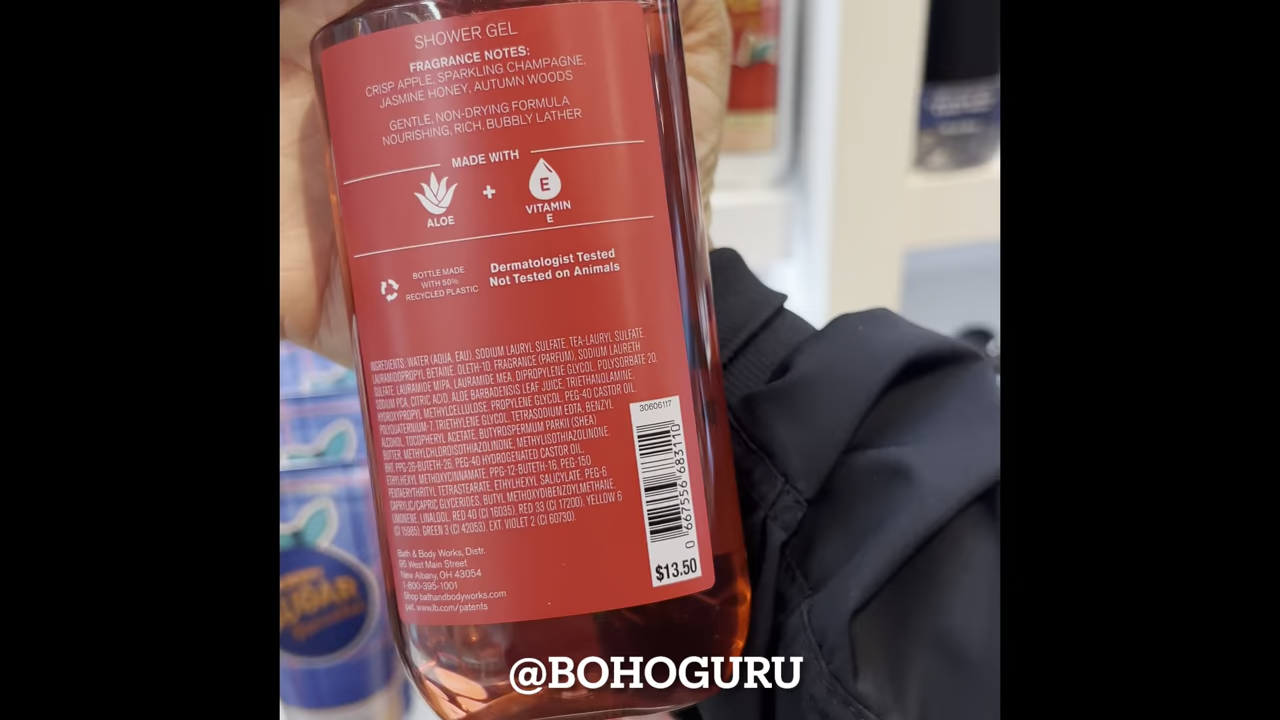 SHOWER GEL
FRAGRANCE NOTES:
CRISP APPLE, SPARKLING CHAMPAGNE,
JASMINE HONEY, AUTUMN WOODS
GENTLE, NON-DRYING FORMULA
NOURISHING, RICH, BUBBLY LATHER
MADE WITH
ALOE
+
E
VITAMIN
E
BOTTLE MADE
WITH 50%
RECYCLED PLASTIC
Dermatologist Tested
Not Tested on Animals
INGREDIENTS: WATER (AQUA, EAU), SODIUM LAURYL SULFATE, TEA-LAURYL SULFATE,
LAURAMIDOPROPYL BETAINE, OLETH-10, FRAGRANCE (PARFUM), SODIUM LAURETH
SULFATE, LAURAMIDE MIPA, LAURAMIDE MEA, DIPROPYLENE GLYCOL, POLYSORBATE 20,
SODIUM PCA, CITRIC ACID, ALOE BARBADENSIS LEAF JUICE, TRIETHANOLAMINE,
HYDROXYPROPYL METHYLCELLULOSE, PROPYLENE GLYCOL, PEG-40 CASTOR OIL,
POLYQUATERNIUM-7, TRIETHYLENE GLYCOL, TETRASODIUM EDTA, BENZYL
ALCOHOL, TOCOPHERYL ACETATE, BUTYROSPERMUM PARKII (SHEA)
BUTTER, METHYLCHLOROISOTHIAZOLINONE, METHYLISOTHIAZOLINONE,
BHT, PPG-26-BUTETH-26, PEG-40 HYDROGENATED CASTOR OIL,
ETHYLHEXYL METHOXYCINNAMATE, PPG-12-BUTETH-16, PEG-150
PENTAERYTHRITYL TETRASTEARATE, ETHYLHEXYL SALICYLATE, PEG-6
CAPRYLIC/CAPRIC GLYCERIDES, BUTYL METHOXYDIBENZOYLMETHANE,
LIMONENE, LINALOOL, RED 40 (CI 16035), RED 33 (CI 17200), YELLOW 6
(CI 15985), GREEN 3 (CI 42053), EXT. VIOLET 2 (CI 60730).
30606117
0 667556 683110
$13.50
Bath & Body Works, Distr.
95 West Main Street
New Albany, OH 43054
1-800-395-1001
Shop bathandbodyworks.com
pat. www.lb.com/patents
@BOHOGURU